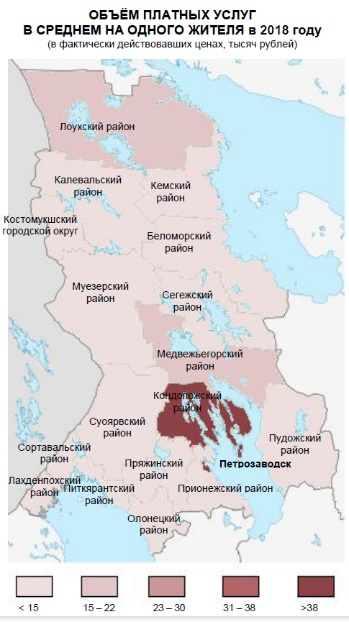 ОБЪЁМ ПЛАТНЫХ УСЛУГ
В СРЕДНЕМ НА ОДНОГО ЖИТЕЛЯ в 2018 году
(в фактически действовавших ценах, тысяч рублей)
Лоухский район
Калевальский
район
Кемский
район
Костомукшский
городской округ
Беломорский
район
Муезерский
район
Сегежский
район
Медвежьегорский
район
Кондопожский
район
Суоярвский
район
Пудожский
район
Сортавальский
район
Пряжинский
район
Петрозаводск
Лахденпохский
район
Питкярантский
район
Прионежский район
Олонецкий
район
< 15
15 – 22
23 – 30
31 – 38
>38